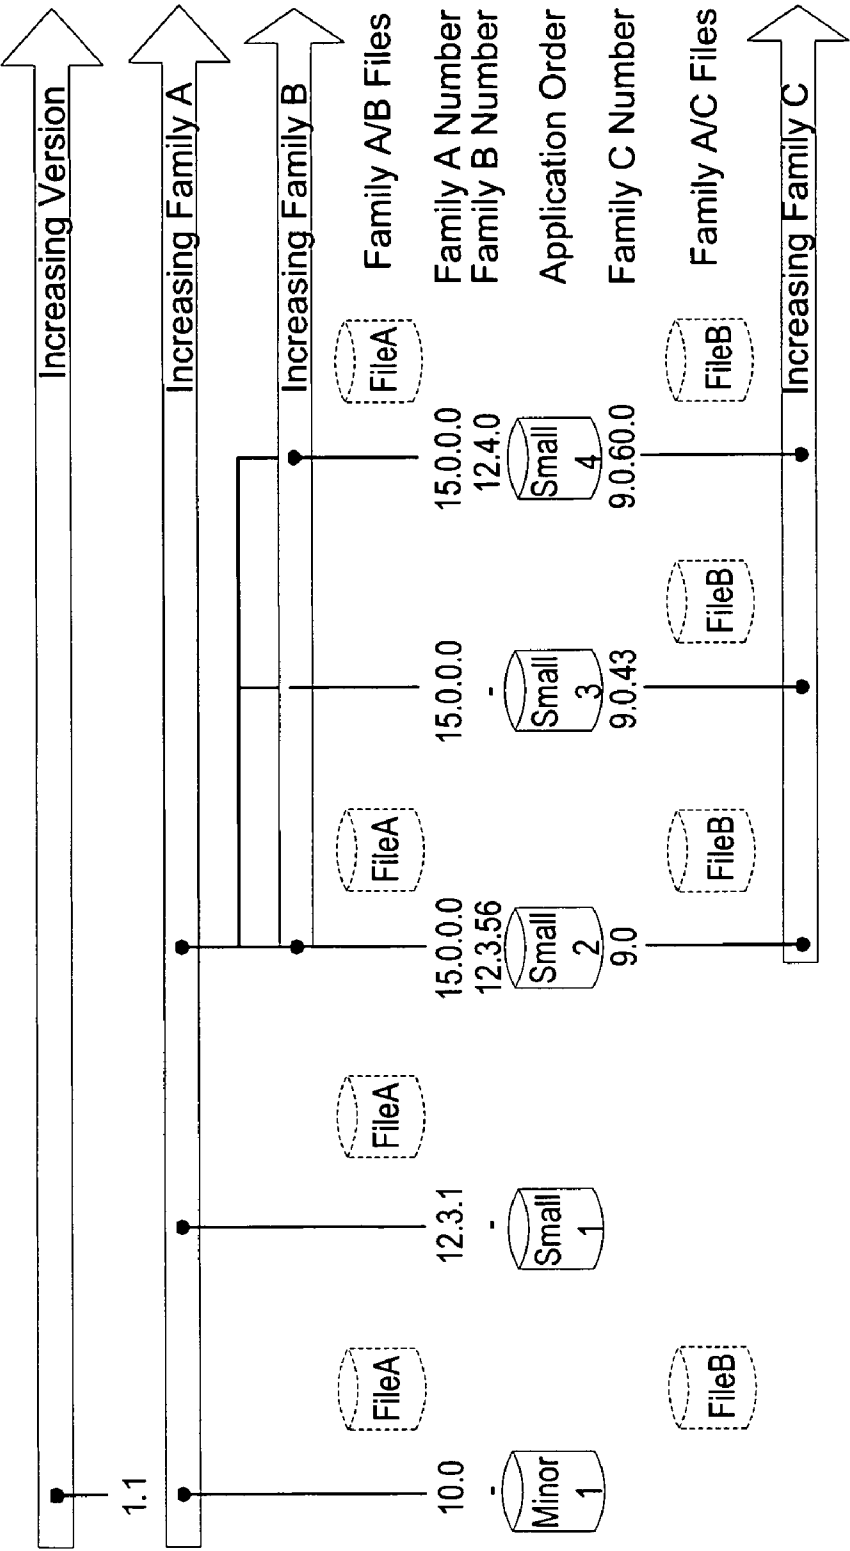 Increasing Version
1.1
Increasing Family A
Increasing Family B
FileA
FileA
FileA
FileA
Family A/B Files
10.0
12.3.1
15.0.0.0
15.0.0.0
15.0.0.0
Family A Number
-
-
12.3.56
-
12.4.0
Family B Number
Minor
1
Small
1
Small
2
Small
3
Small
4
Application Order
9.0
9.0.43
9.0.60.0
Family C Number
FileB
FileB
FileB
FileB
Family A/C Files
Increasing Family C